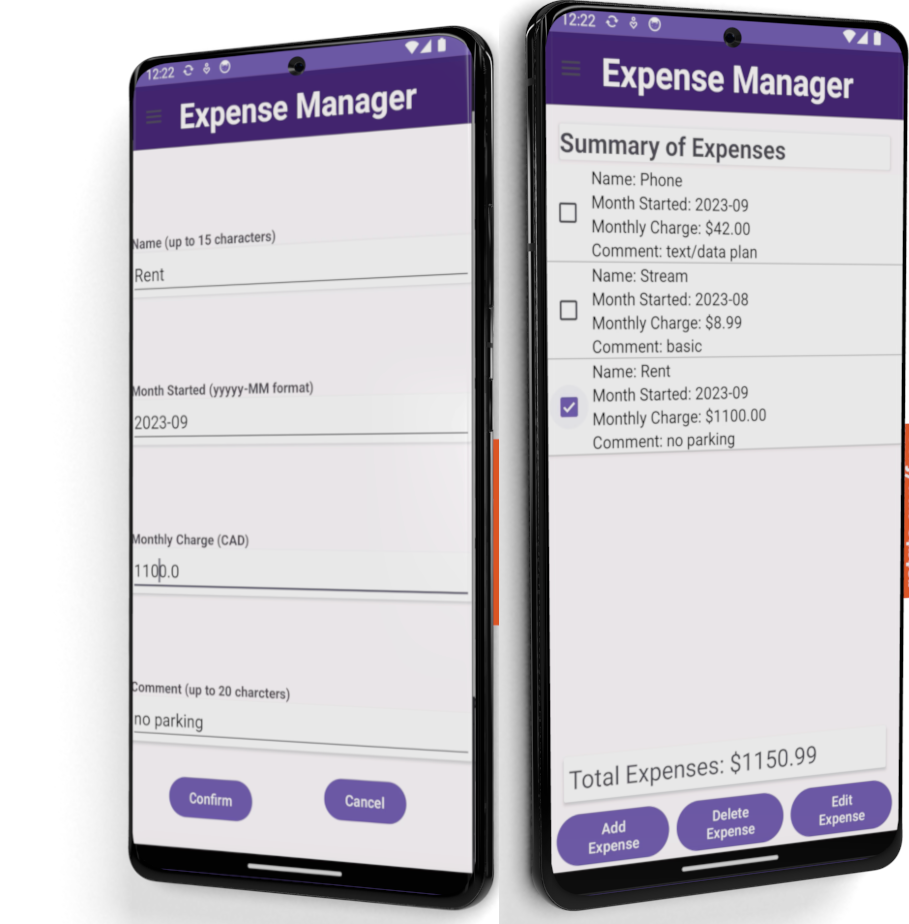 12:22
Expense Manager
Name (up to 15 characters)
Rent
Month Started (yyyyy-MM format)
2023-09
Monthly Charge (CAD)
1100.0
Comment (up to 20 charcters)
no parking
Confirm
Cancel
12:22
Expense Manager
Summary of Expenses
Name: Phone
Month Started: 2023-09
Monthly Charge: $42.00
Comment: text/data plan
Name: Stream
Month Started: 2023-08
Monthly Charge: $8.99
Comment: basic
Name: Rent
Month Started: 2023-09
Monthly Charge: $1100.00
Comment: no parking
Total Expenses: $1150.99
Add
Expense
Delete
Expense
Edit
Expense